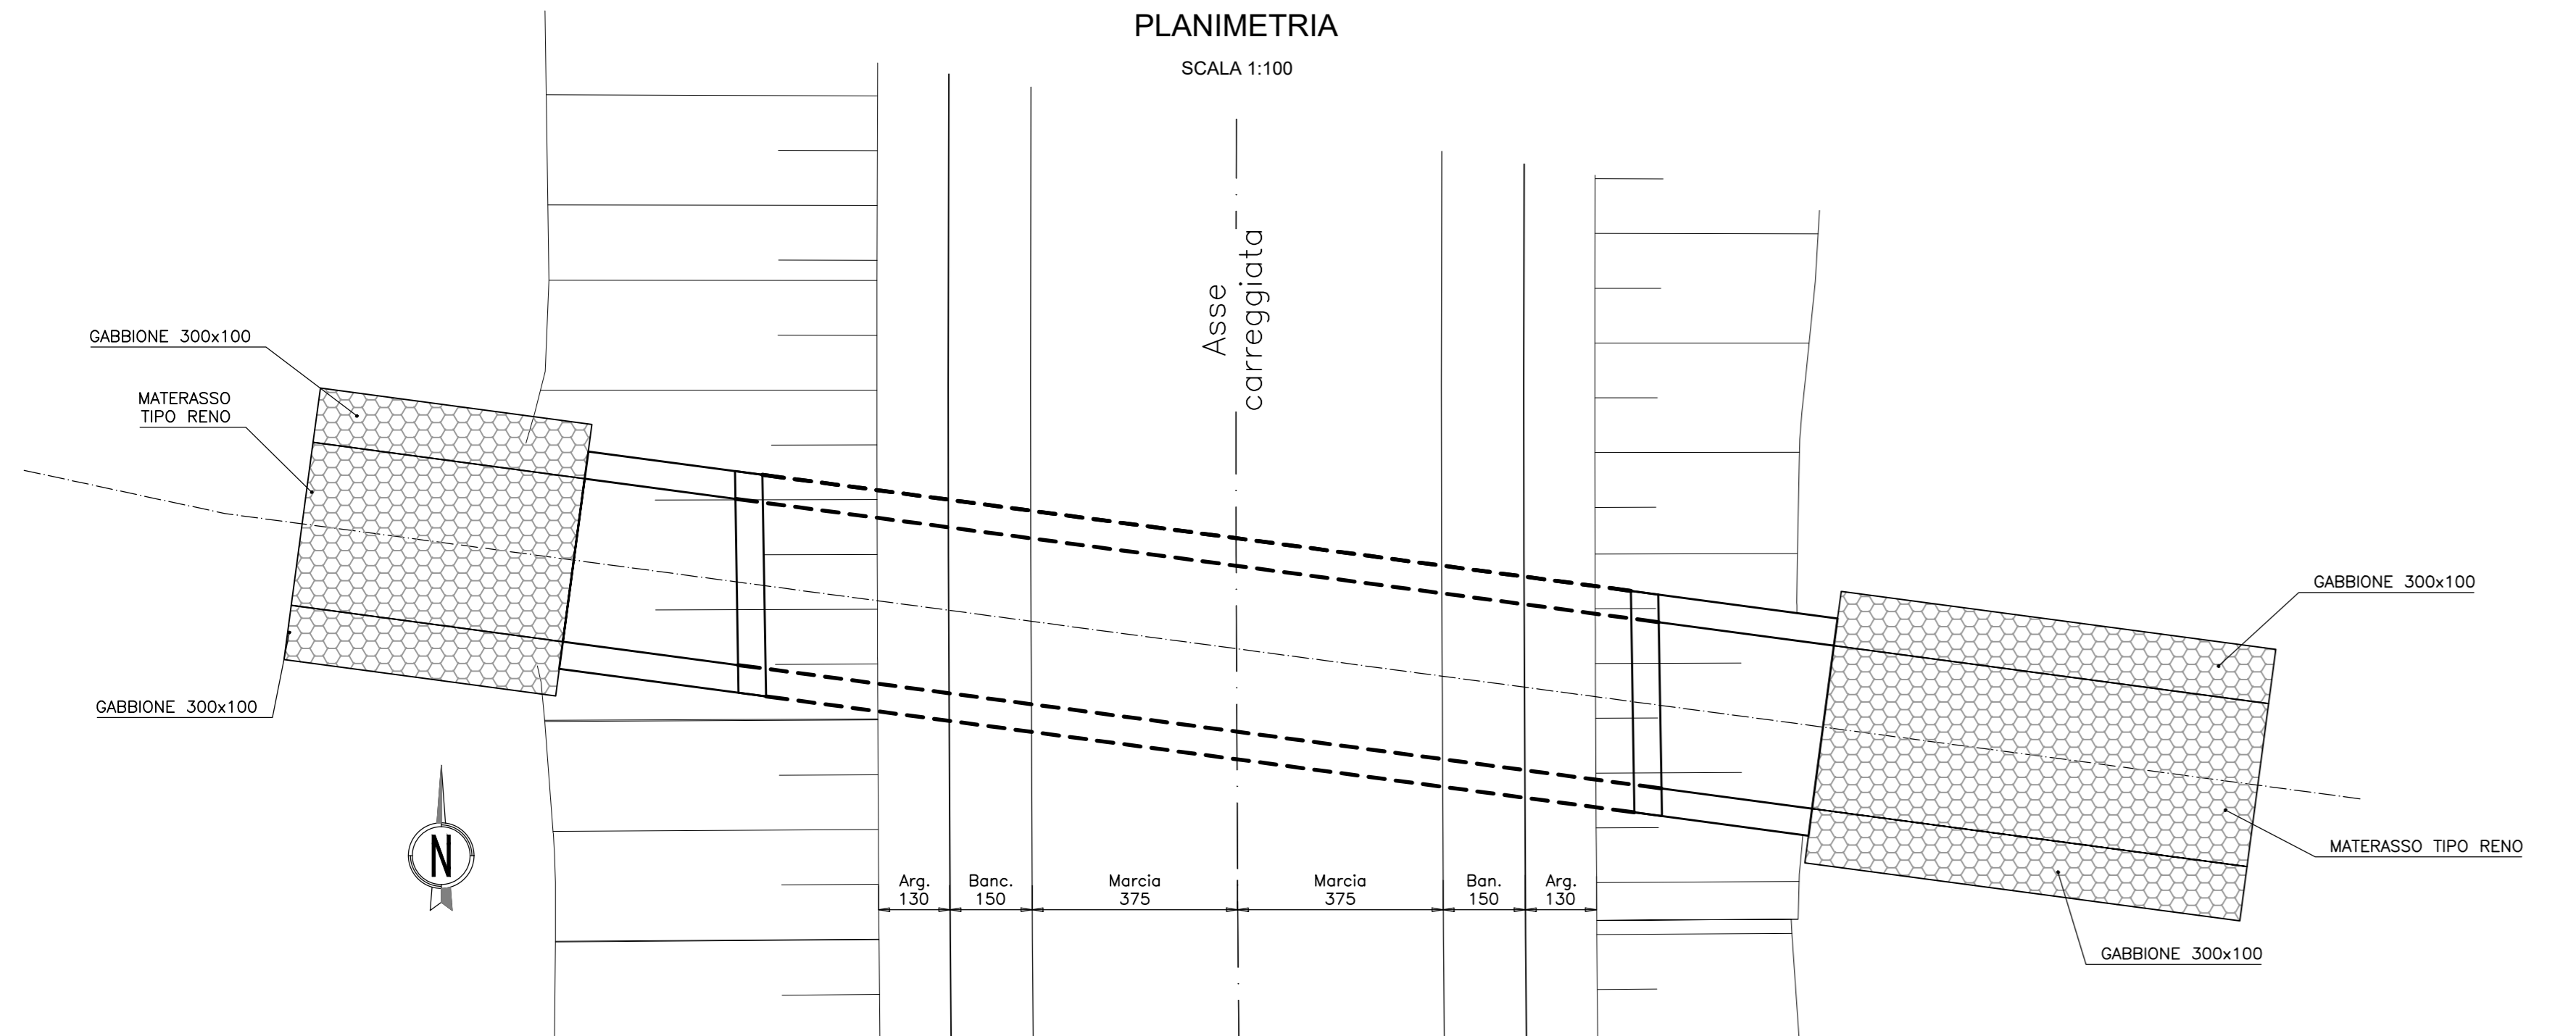 PLANIMETRIA
SCALA 1:100
Asse
carreggiata
GABBIONE 300x100
MATERASSO
TIPO RENO
GABBIONE 300x100
N
GABBIONE 300x100
MATERASSO TIPO RENO
GABBIONE 300x100
Arg. Banc. Marcia Marcia Ban. Arg.
130 150 375 375 150 130